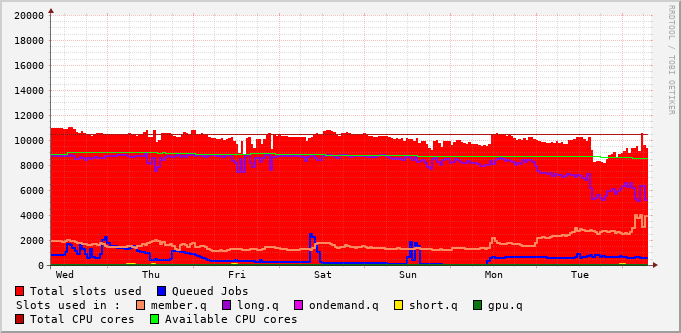 20000
18000
16000
14000
12000
10000
8000
6000
4000
2000
0
Wed Thu Fri Sat Sun Mon Tue
RRDTOOL / TOBI OETIKER
Total slots used Queued Jobs
Slots used in : member.q long.q ondemand.q short.q gpu.q
Total CPU cores Available CPU cores